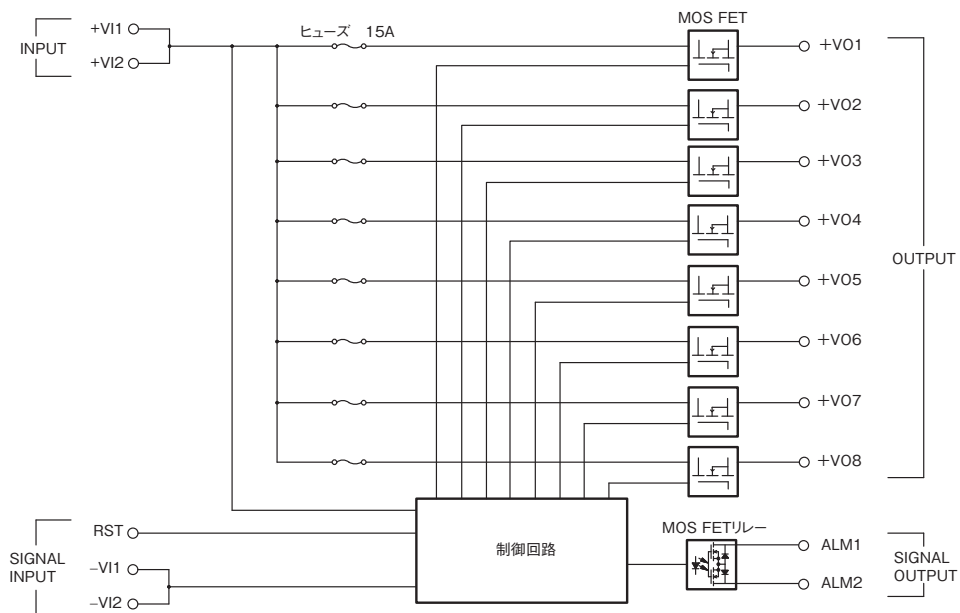 MOS FET
+VI1
ヒューズ 15A
+VO1
INPUT
+VI2
+VO2
+VO3
+VO4
OUTPUT
+VO5
+VO6
+VO7
+VO8
RST
制御回路
MOS FETリレー
ALM1
SIGNAL
INPUT
–VI1
SIGNAL
OUTPUT
ALM2
–VI2